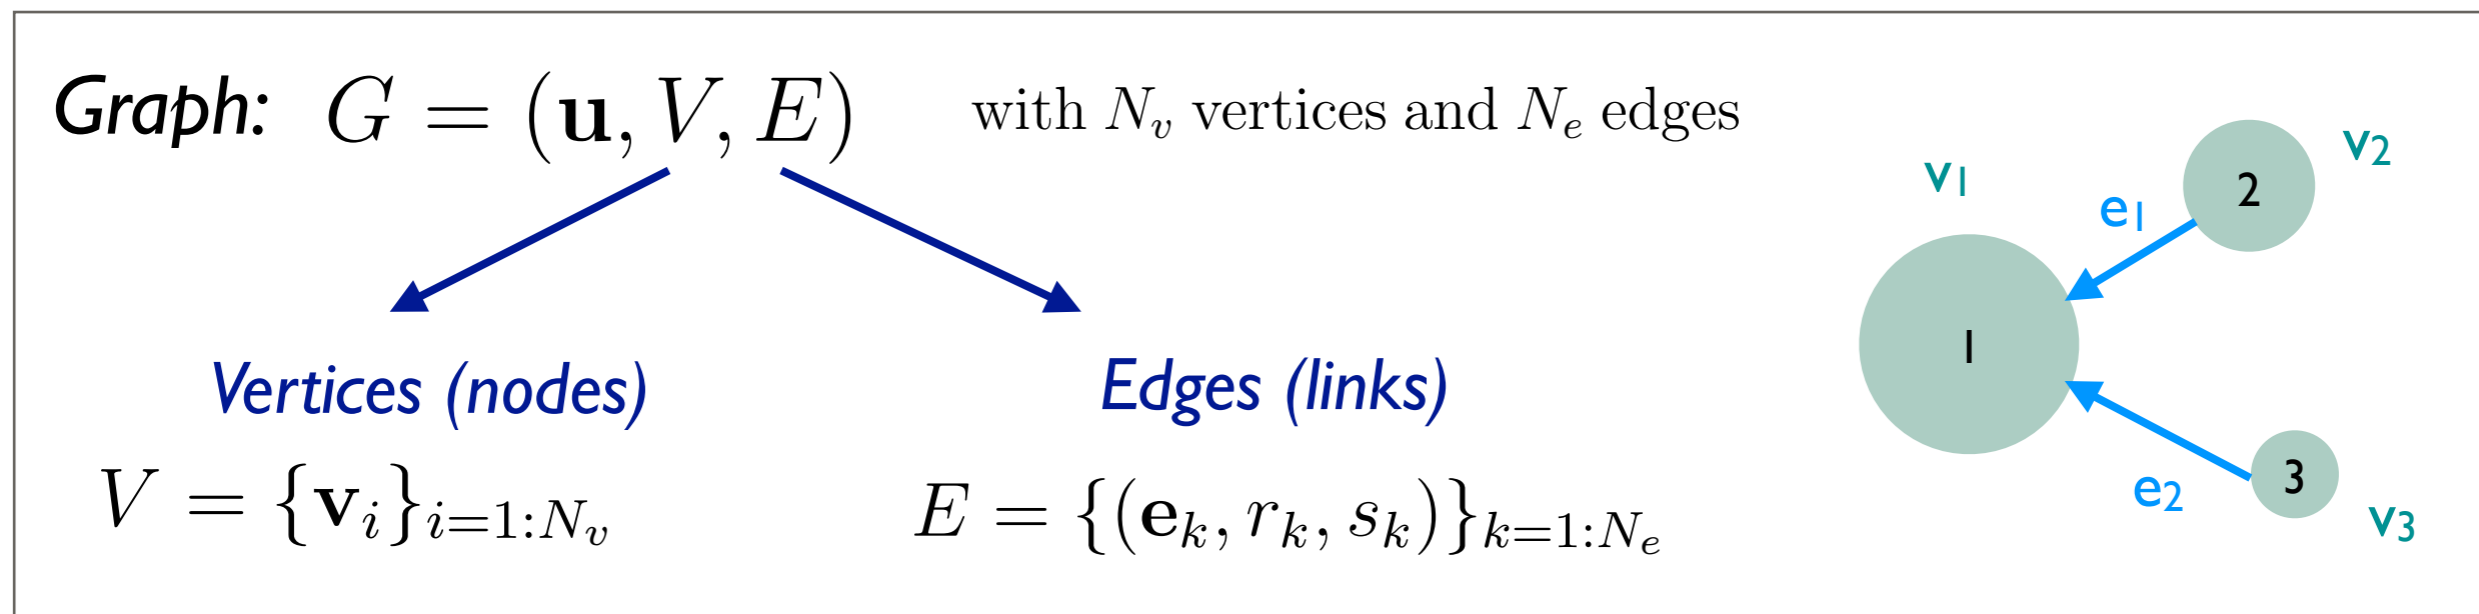 Graph: G = (u, V, E) with N_v vertices and N_e edges
v1
v2
e1
2
1
Vertices (nodes)
Edges (links)
V = {v_i}_{i=1:N_v}
E = {(e_k, r_k, s_k)}_{k=1:N_e}
e2
3
v3